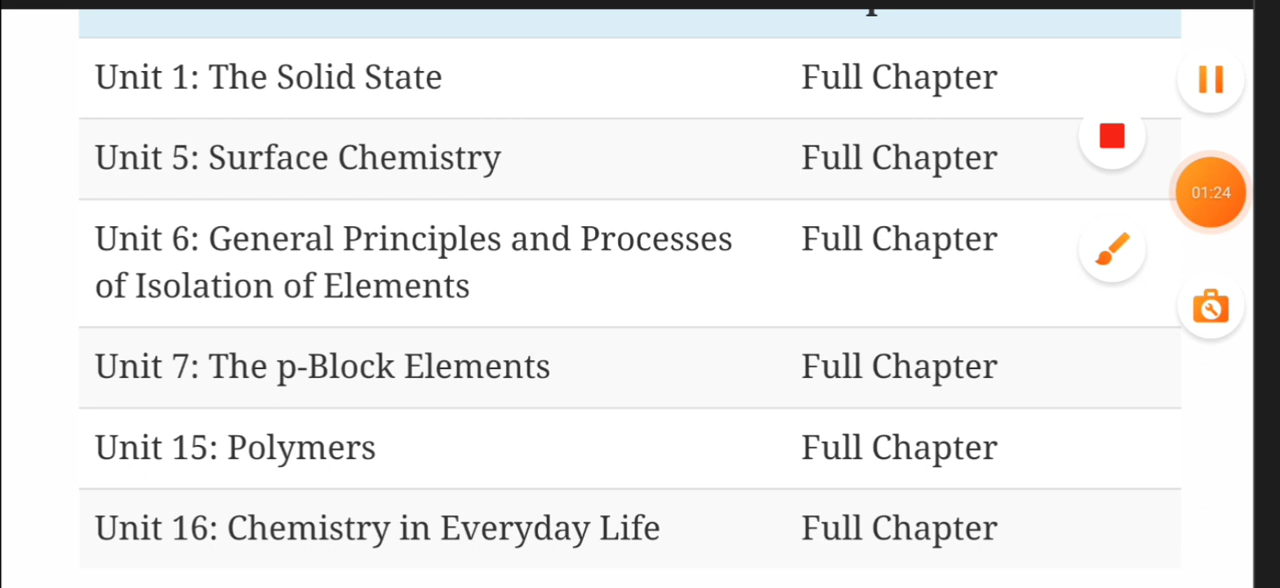 Unit 1: The Solid State Full Chapter
Unit 5: Surface Chemistry Full Chapter
Unit 6: General Principles and Processes Full Chapter
of Isolation of Elements
Unit 7: The p-Block Elements Full Chapter
Unit 15: Polymers Full Chapter
Unit 16: Chemistry in Everyday Life Full Chapter
01:24